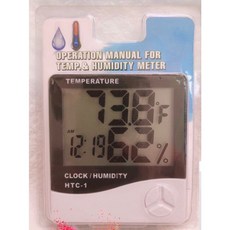 OPERATION MANUAL FOR
TEMP. & HUMIDITY METER
TEMPERATURE
73.8°F
12:19 62%
CLOCK/HUMIDITY
HTC-1